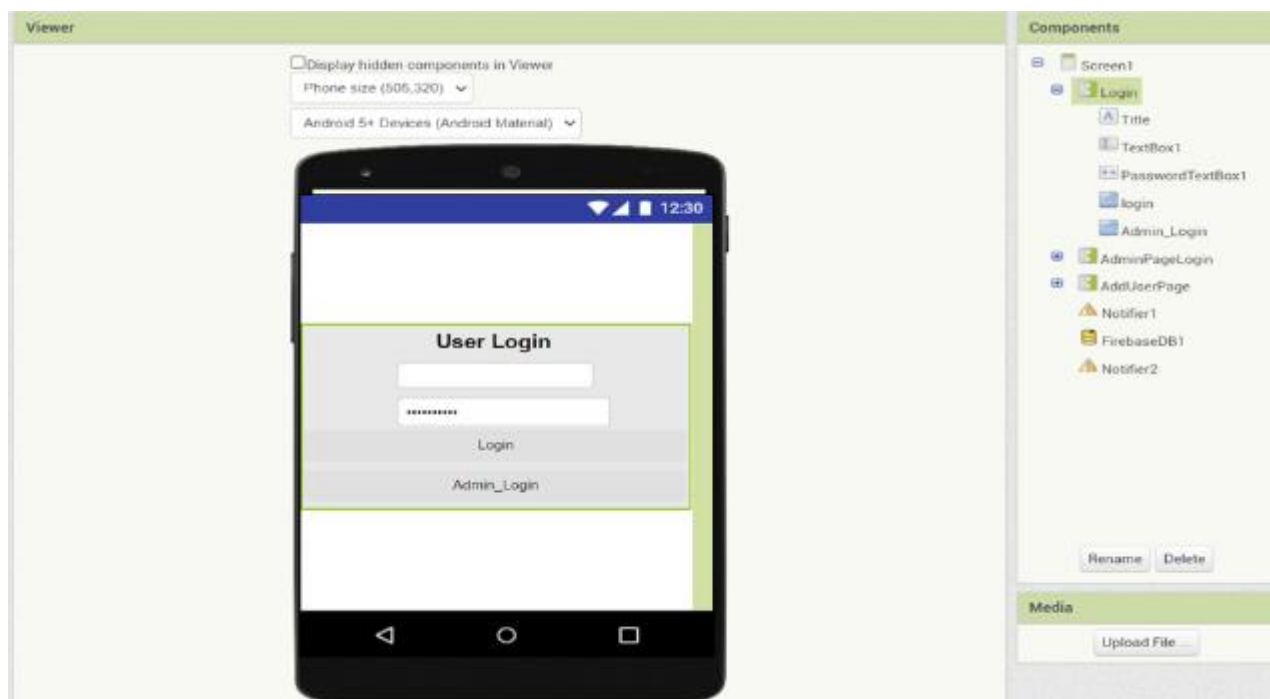 Viewer
Display hidden components in Viewer
Phone size (505,320)
Android 5+ Devices (Android Material)
12:30
User Login
Login
Admin_Login
Components
Screen1
Login
Title
TextBox1
PasswordTextBox1
login
Admin_Login
AdminPageLogin
AddUserPage
Notifier1
FirebaseDB1
Notifier2
Rename Delete
Media
Upload File ...